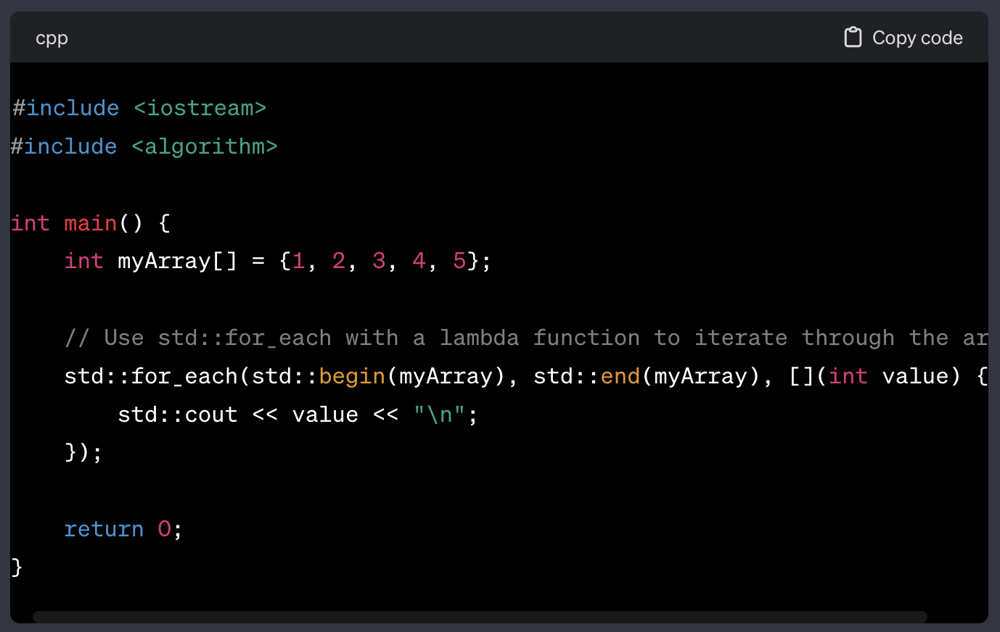 cpp
Copy code
#include <iostream>
#include <algorithm>
int main() {
    int myArray[] = {1, 2, 3, 4, 5};
    // Use std::for_each with a lambda function to iterate through the
    std::for_each(std::begin(myArray), std::end(myArray), [](int value) {
        std::cout << value << "\n";
    });
    return 0;
}